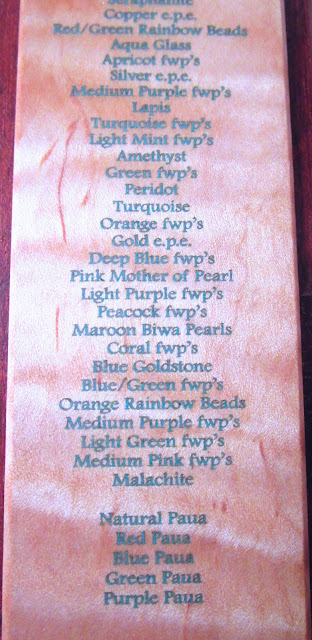 Seraphinite
Copper e.p.e.
Red/Green Rainbow Beads
Aqua Glass
Apricot fwp's
Silver e.p.e.
Medium Purple fwp's
Lapis
Turquoise fwp's
Light Mint fwp's
Amethyst
Green fwp's
Peridot
Turquoise
Orange fwp's
Gold e.p.e.
Deep Blue fwp's
Pink Mother of Pearl
Light Purple fwp's
Peacock fwp's
Maroon Biwa Pearls
Coral fwp's
Blue Goldstone
Blue/Green fwp's
Orange Rainbow Beads
Medium Purple fwp's
Light Green fwp's
Medium Pink fwp's
Malachite
Natural Paua
Red Paua
Blue Paua
Green Paua
Purple Paua